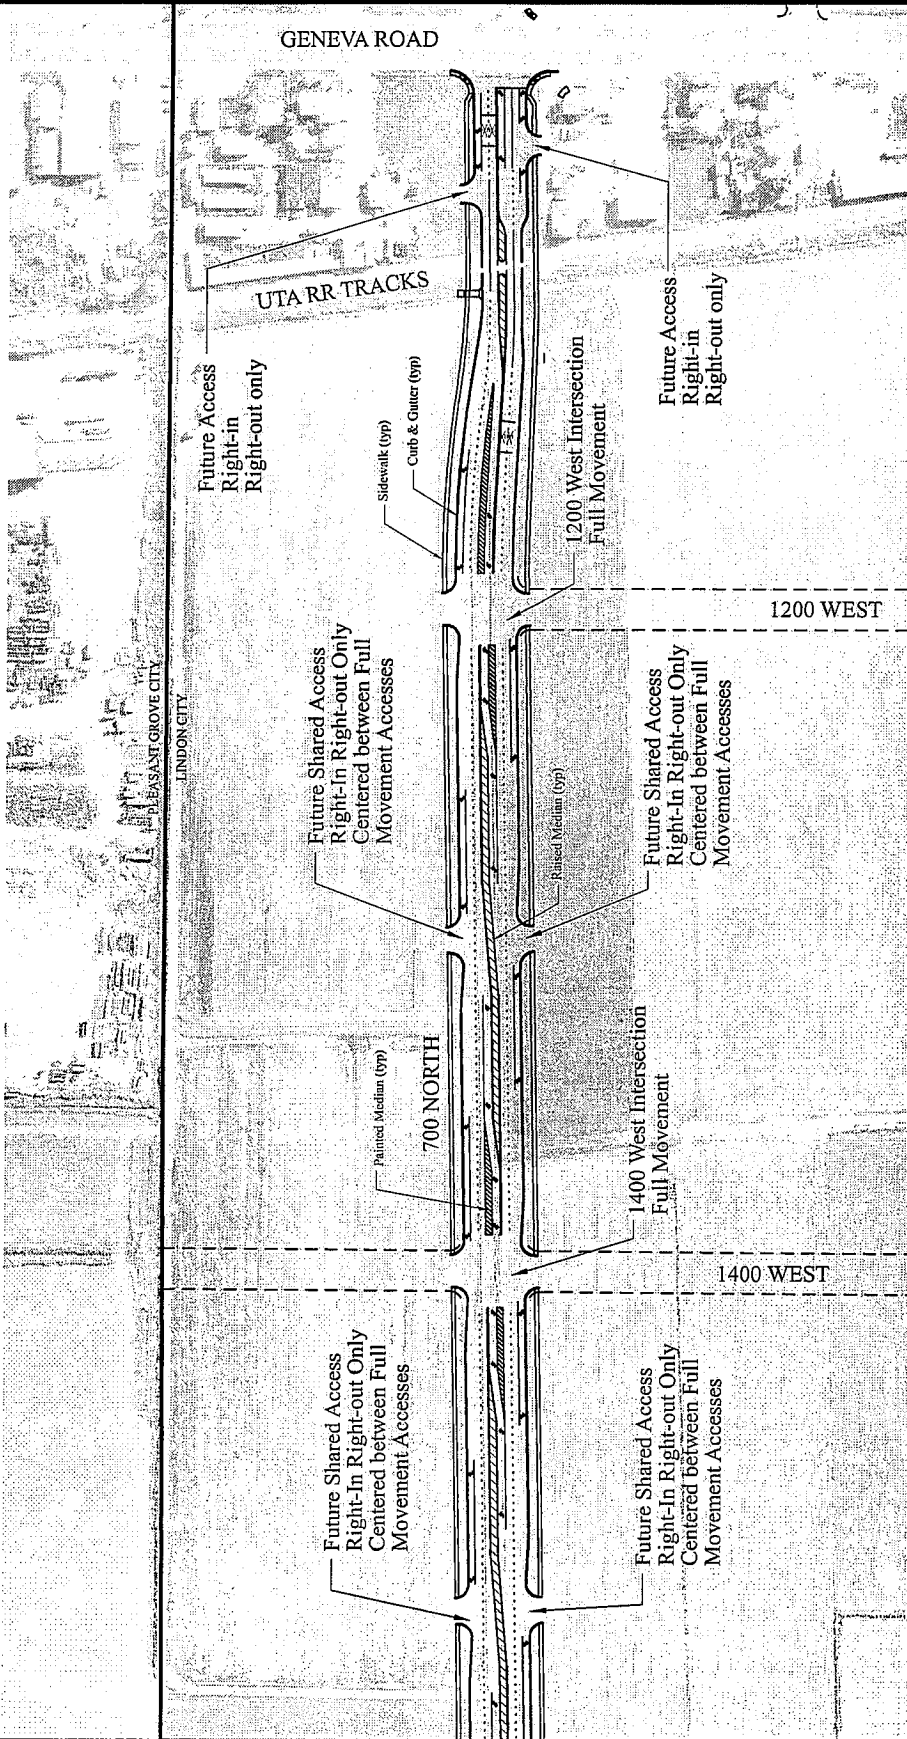 GENEVA ROAD
UTA RR TRACKS
Future Access
Right-in
Right-out only
Future Access
Right-in
Right-out only
Sidewalk (typ)
Curb & Gutter (typ)
1200 West Intersection
Full Movement
1200 WEST
PLEASANT GROVE CITY
LINDON CITY
Future Shared Access
Right-In Right-out Only
Centered between Full
Movement Accesses
Future Shared Access
Right-In Right-out Only
Centered between Full
Movement Accesses
Raised Median (typ)
Painted Median (typ)
700 NORTH
1400 West Intersection
Full Movement
1400 WEST
Future Shared Access
Right-In Right-out Only
Centered between Full
Movement Accesses
Future Shared Access
Right-In Right-out Only
Centered between Full
Movement Accesses